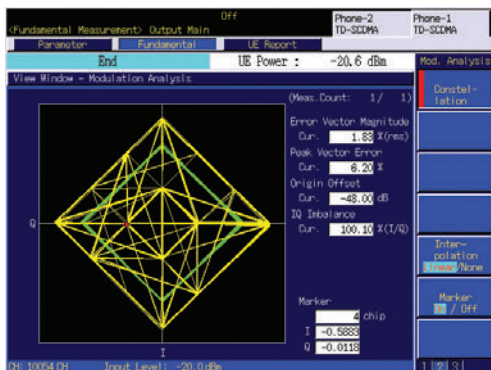 Off
<Fundamental Measurement> Output Main
Phone-2
TD-SCDMA
Phone-1
TD-SCDMA
Parameter
Fundamental
UE Report
End
UE Power : -20.6 dBm
Mod. Analysis
View Window - Modulation Analysis
(Meas.Count: 1/ 1)
Constel-
lation
Error Vector Magnitude
Cur. 1.83 %(rms)
Peak Vector Error
Cur. 6.20 %
Origin Offset
Cur. -48.00 dB
IQ Imbalance
Cur. 100.10 %(I/Q)
Q
Inter-
polation
Linear/None
Marker
4 chip
I -0.5883
Q -0.0118
Marker
On / Off
I
CH: 10054 CH Input Level: -20.0 dBm
1 2 3